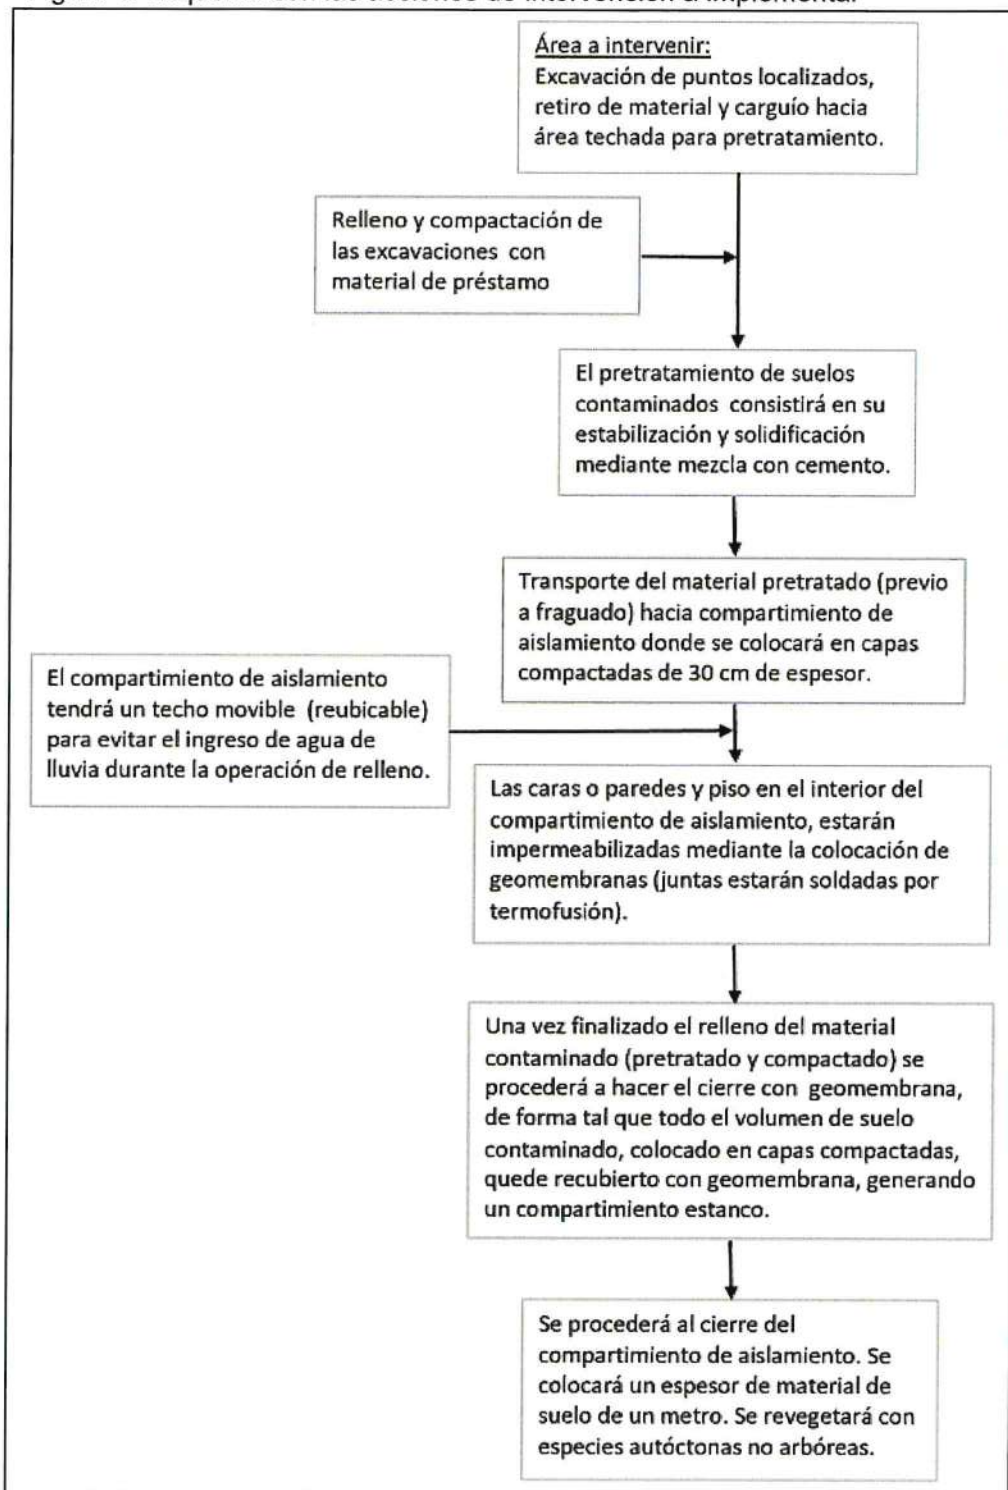 Área a intervenir:
Excavación de puntos localizados,
retiro de material y carguío hacia
área techada para pretratamiento.
Relleno y compactación de
las excavaciones con
material de préstamo
El pretratamiento de suelos
contaminados consistirá en su
estabilización y solidificación
mediante mezcla con cemento.
Transporte del material pretratado (previo
a fraguado) hacia compartimiento de
aislamiento donde se colocará en capas
compactadas de 30 cm de espesor.
El compartimiento de aislamiento
tendrá un techo movible (reubicable)
para evitar el ingreso de agua de
lluvia durante la operación de relleno.
Las caras o paredes y piso en el interior del
compartimiento de aislamiento, estarán
impermeabilizadas mediante la colocación de
geomembranas (juntas estarán soldadas por
termofusión).
Una vez finalizado el relleno del material
contaminado (pretratado y compactado) se
procederá a hacer el cierre con geomembrana,
de forma tal que todo el volumen de suelo
contaminado, colocado en capas compactadas,
quede recubierto con geomembrana, generando
un compartimiento estanco.
Se procederá al cierre del
compartimiento de aislamiento. Se
colocará un espesor de material de
suelo de un metro. Se revegetará con
especies autóctonas no arbóreas.